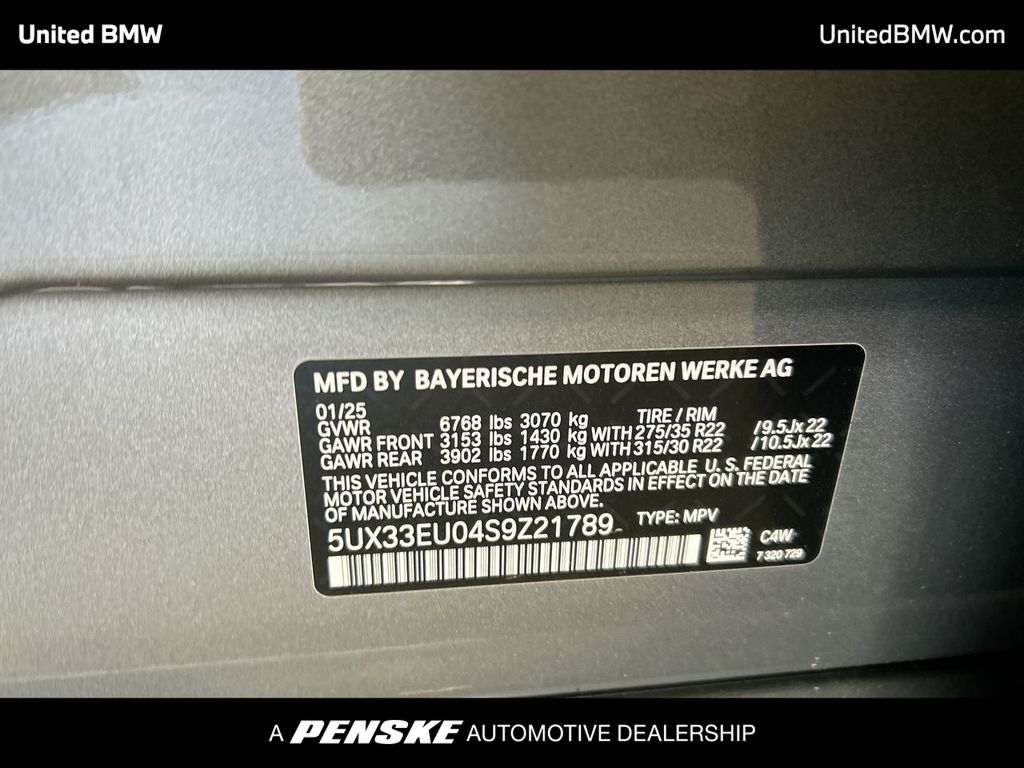 United BMW
UnitedBMW.com
MFD BY BAYERISCHE MOTOREN WERKE AG
01/25 TIRE / RIM
GVWR 6768 lbs 3070 kg
GAWR FRONT 3153 lbs 1430 kg WITH 275/35 R22 /9.5Jx22
GAWR REAR 3902 lbs 1770 kg WITH 315/30 R22 /10.5Jx22
THIS VEHICLE CONFORMS TO ALL APPLICABLE U.S. FEDERAL
MOTOR VEHICLE SAFETY STANDARDS IN EFFECT ON THE DATE
OF MANUFACTURE SHOWN ABOVE.
5UX33EU04S9Z21789 TYPE: MPV
C4W
7 320 729
A PENSKE AUTOMOTIVE DEALERSHIP